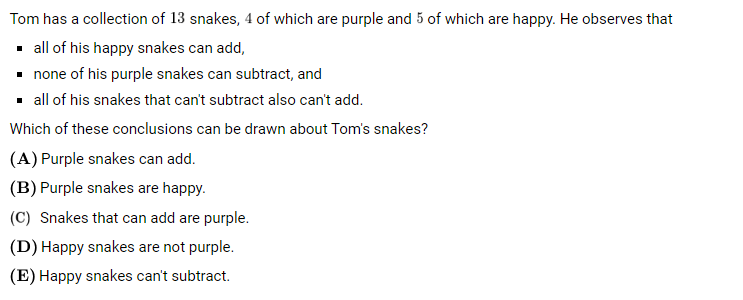 Tom has a collection of 13 snakes, 4 of which are purple and 5 of which are happy. He observes that
▪ all of his happy snakes can add,
▪ none of his purple snakes can subtract, and
▪ all of his snakes that can't subtract also can't add.
Which of these conclusions can be drawn about Tom's snakes?
(A) Purple snakes can add.
(B) Purple snakes are happy.
(C) Snakes that can add are purple.
(D) Happy snakes are not purple.
(E) Happy snakes can't subtract.